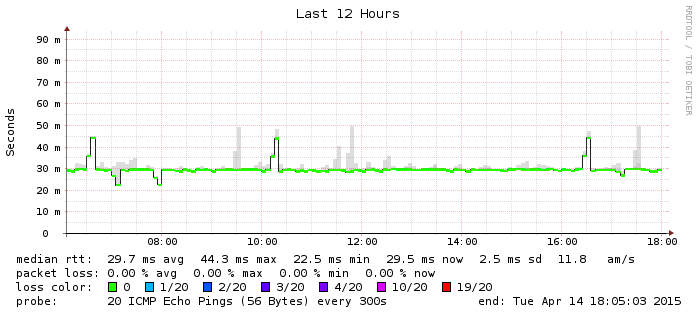 Last 12 Hours
RRDTOOL / TOBI OETIKER
Seconds
90 m
80 m
70 m
60 m
50 m
40 m
30 m
20 m
10 m
0
08:00 10:00 12:00 14:00 16:00 18:00
median rtt: 29.7 ms avg 44.3 ms max 22.5 ms min 29.5 ms now 2.5 ms sd 11.8 am/s
packet loss: 0.00 % avg 0.00 % max 0.00 % min 0.00 % now
loss color: 0 1/20 2/20 3/20 4/20 10/20 19/20
probe: 20 ICMP Echo Pings (56 Bytes) every 300s end: Tue Apr 14 18:05:03 2015